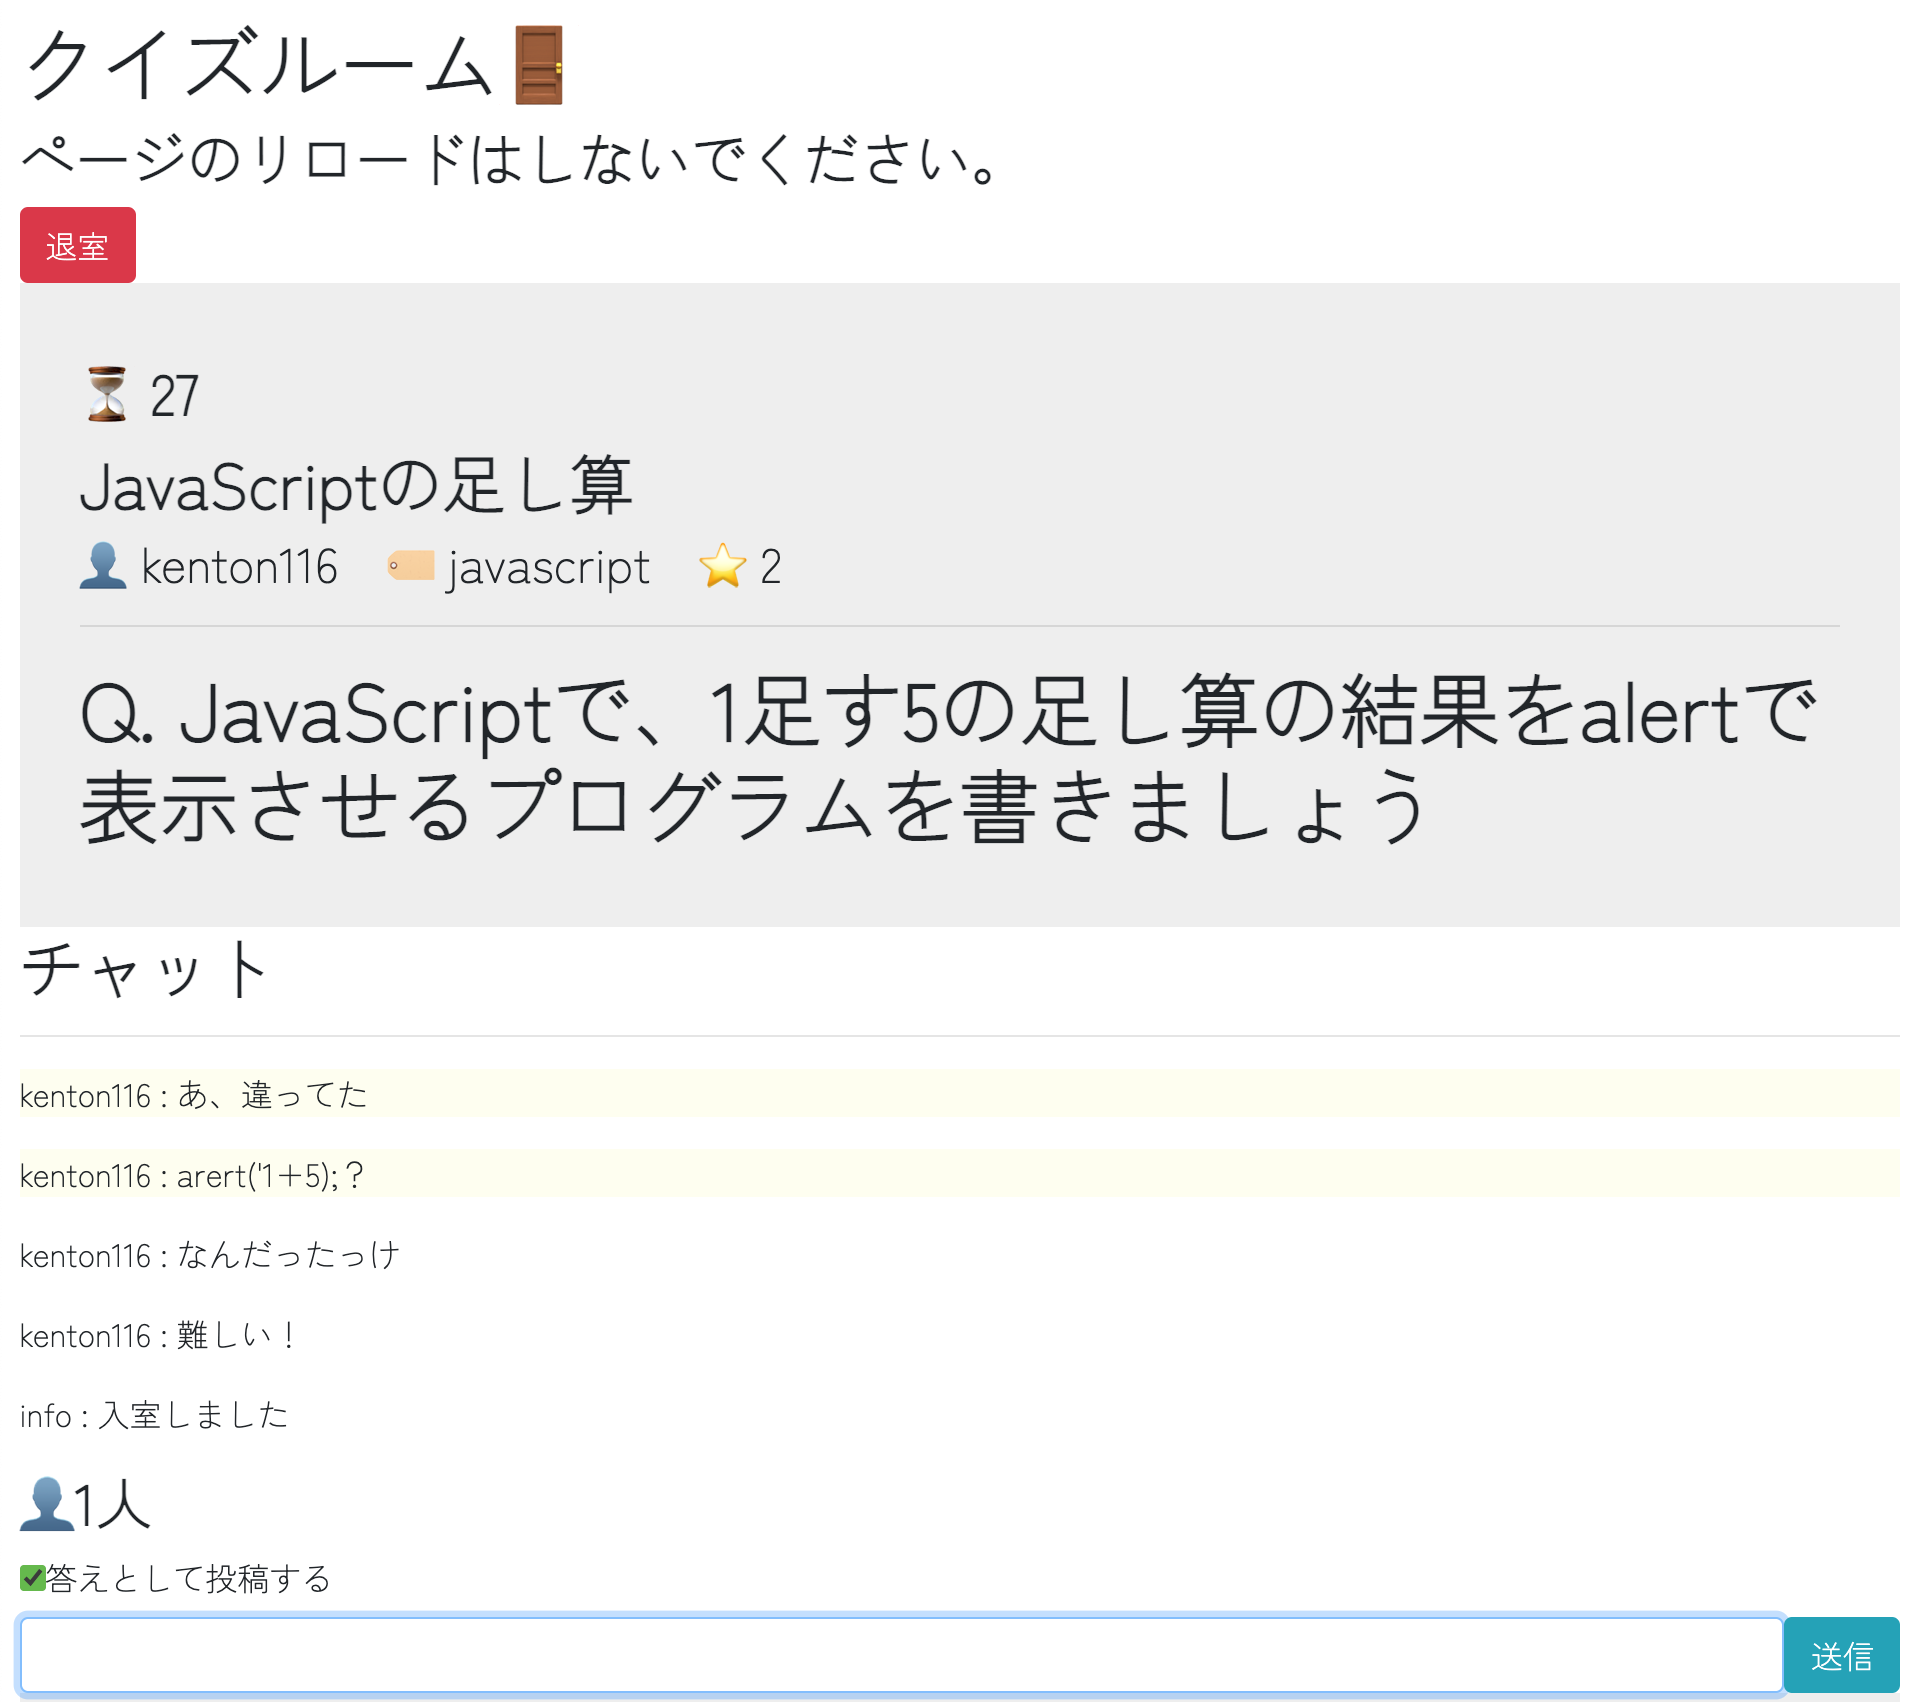 クイズルーム🚪
ページのリロードはしないでください。
退室
⏳ 27
JavaScriptの足し算
👤 kenton116 🏷 javascript ⭐ 2
Q. JavaScriptで、1足す5の足し算の結果をalertで
表示させるプログラムを書きましょう
チャット
kenton116 : あ、違ってた
kenton116 : arert('1＋5);？
kenton116 : なんだったっけ
kenton116 : 難しい！
info : 入室しました
👤1人
答えとして投稿する
送信